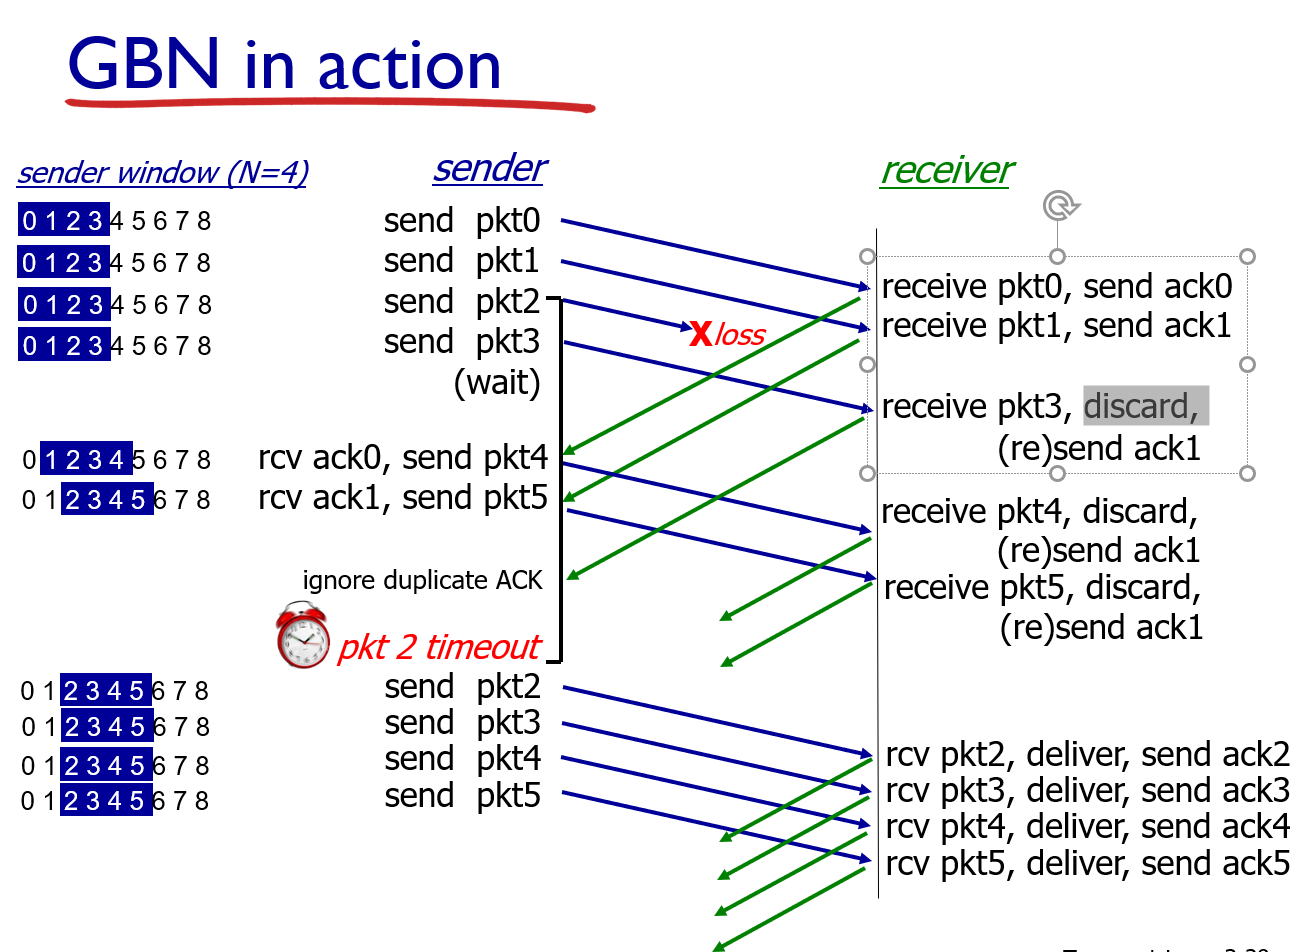 GBN in action
sender window (N=4)
sender
receiver
0 1 2 3 4 5 6 7 8
send pkt0
0 1 2 3 4 5 6 7 8
send pkt1
receive pkt0, send ack0
0 1 2 3 4 5 6 7 8
send pkt2
receive pkt1, send ack1
X loss
0 1 2 3 4 5 6 7 8
send pkt3
(wait)
receive pkt3, discard,
(re)send ack1
0 1 2 3 4 5 6 7 8
rcv ack0, send pkt4
0 1 2 3 4 5 6 7 8
rcv ack1, send pkt5
receive pkt4, discard,
(re)send ack1
ignore duplicate ACK
receive pkt5, discard,
(re)send ack1
pkt 2 timeout
0 1 2 3 4 5 6 7 8
send pkt2
0 1 2 3 4 5 6 7 8
send pkt3
0 1 2 3 4 5 6 7 8
send pkt4
0 1 2 3 4 5 6 7 8
send pkt5
rcv pkt2, deliver, send ack2
rcv pkt3, deliver, send ack3
rcv pkt4, deliver, send ack4
rcv pkt5, deliver, send ack5